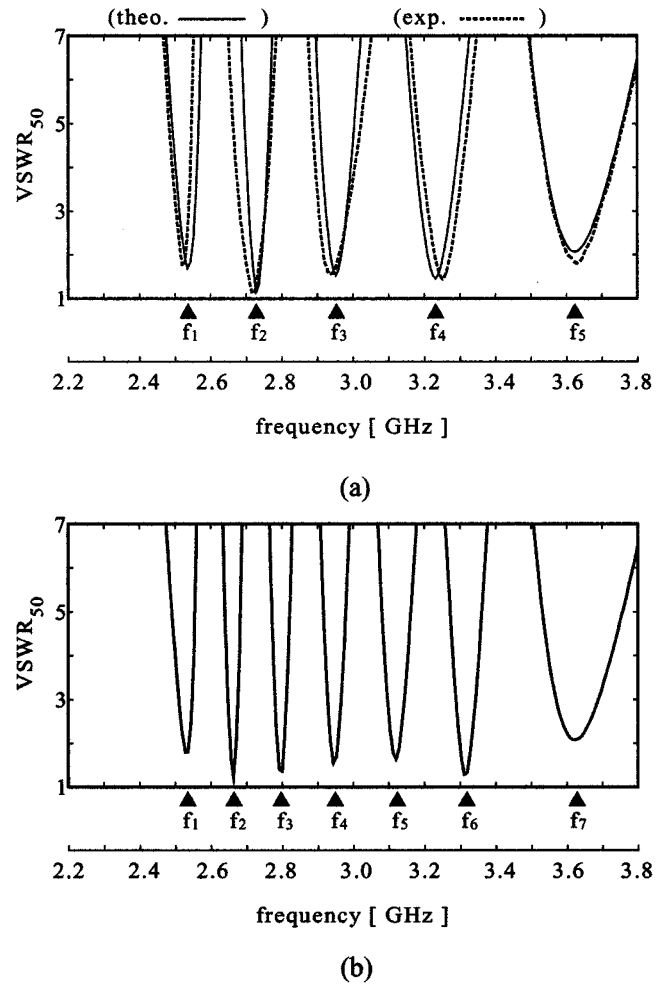 (theo. ) (exp. )
7
5
3
1
VSWR50
f1 f2 f3 f4 f5
2.2 2.4 2.6 2.8 3.0 3.2 3.4 3.6 3.8
frequency [ GHz ]
(a)
7
5
3
1
VSWR50
f1 f2 f3 f4 f5 f6 f7
2.2 2.4 2.6 2.8 3.0 3.2 3.4 3.6 3.8
frequency [ GHz ]
(b)